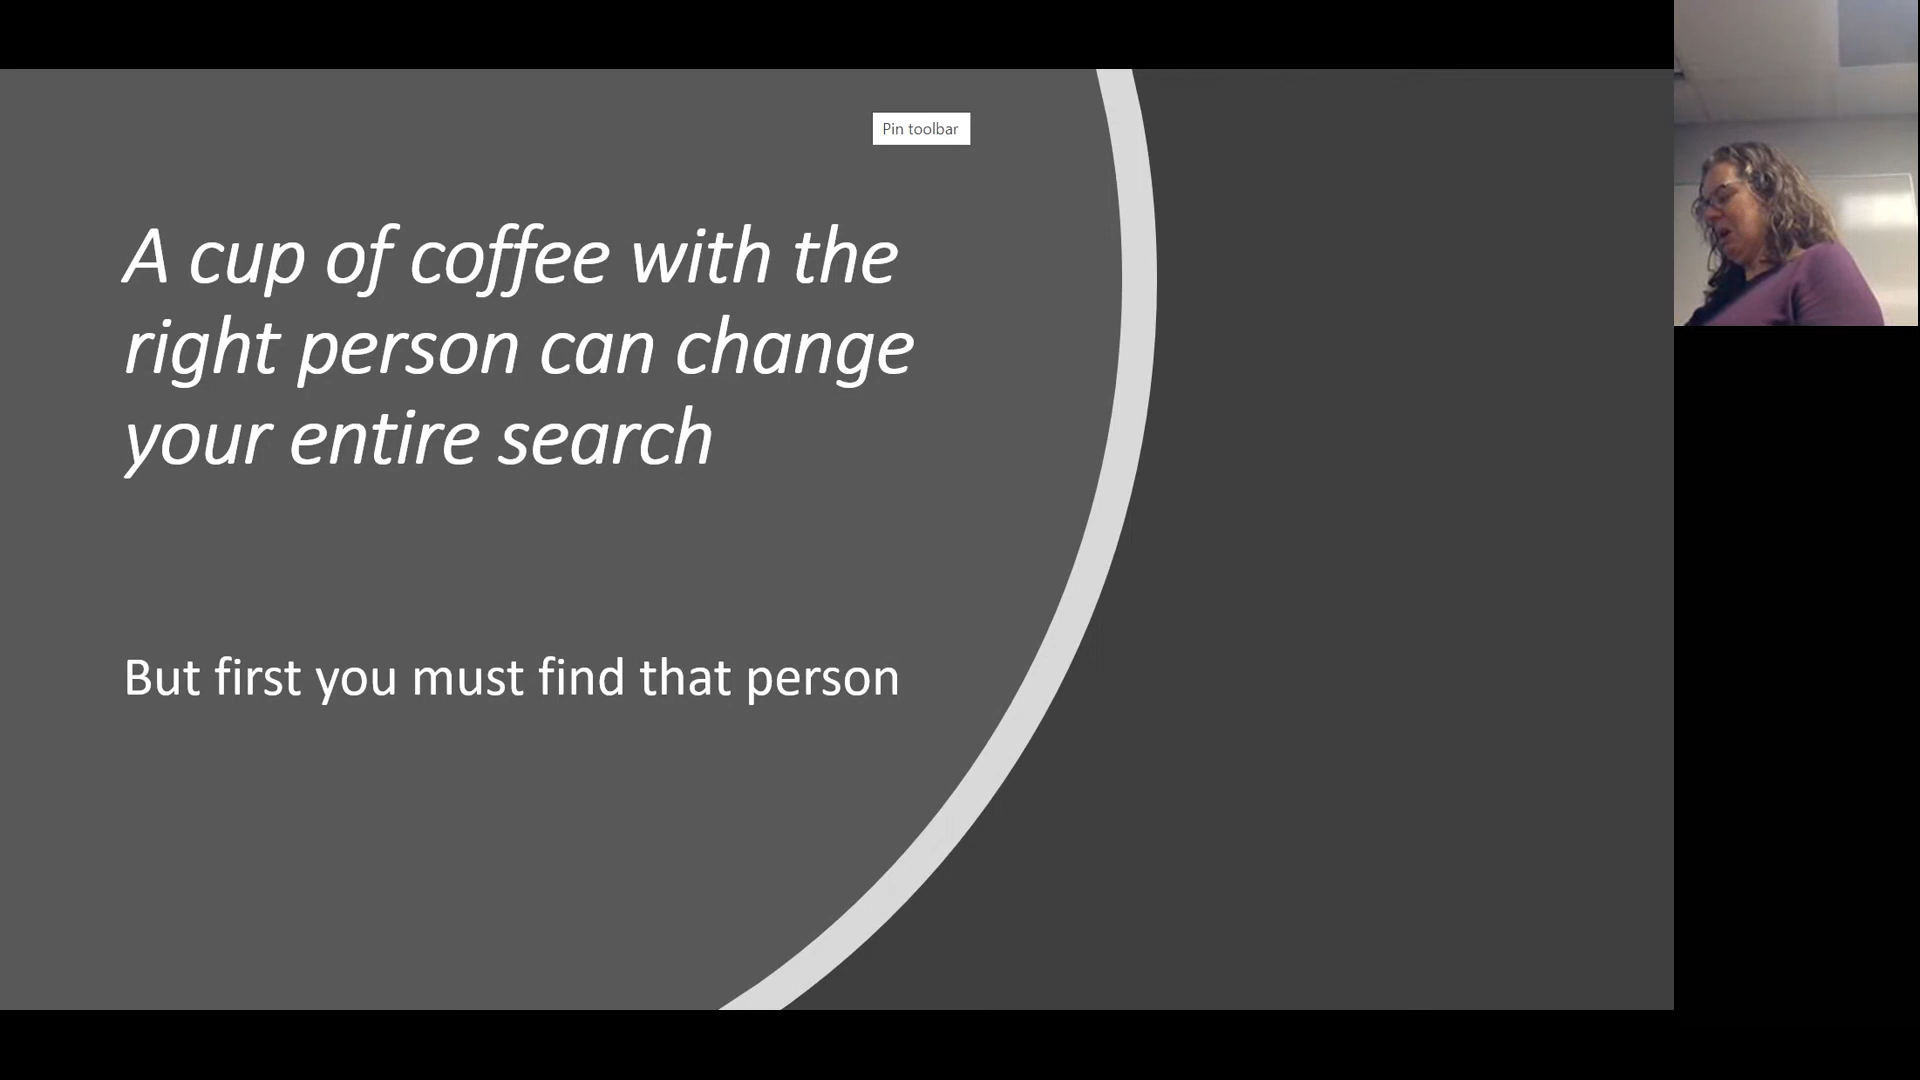 Pin toolbar
A cup of coffee with the
right person can change
your entire search
But first you must find that person